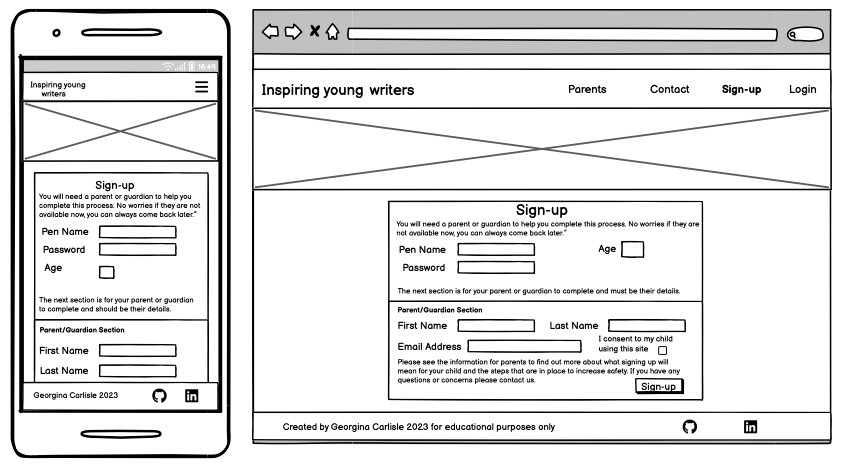 16:49
Inspiring young
writers
Sign-up
You will need a parent or guardian to help you
complete this process. No worries if they are not
available now, you can always come back later."
Pen Name
Password
Age
The next section is for your parent or guardian
to complete and should be their details.
Parent/Guardian Section
First Name
Last Name
Georgina Carlisle 2023
in
Inspiring young writers
Parents Contact Sign-up Login
Sign-up
You will need a parent or guardian to help you complete this process. No worries if they are
not available now, you can always come back later."
Pen Name Age
Password
The next section is for your parent or guardian to complete and must be their details.
Parent/Guardian Section
First Name Last Name
Email Address
I consent to my child
using this site
Please see the information for parents to find out more about what signing up will
mean for your child and the steps that are in place to increase safety. If you have any
questions or concerns please contact us.
Sign-up
Created by Georgina Carlisle 2023 for educational purposes only
in